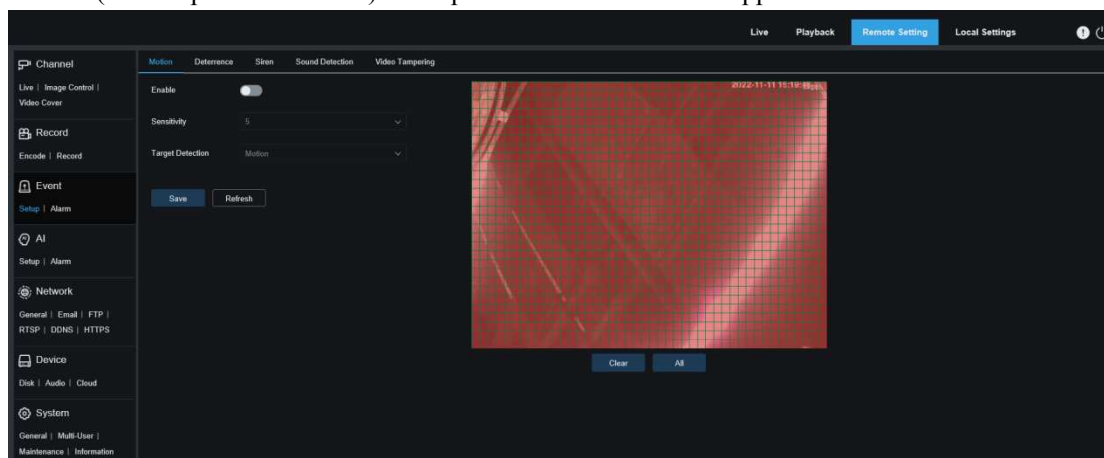 Live Playback Remote Setting Local Settings
Channel
Live | Image Control |
Video Cover
Record
Encode | Record
Event
Setup | Alarm
AI
Setup | Alarm
Network
General | Email | FTP |
RTSP | DDNS | HTTPS
Device
Disk | Audio | Cloud
System
General | Multi-User |
Maintenance | Information
Motion Deterrence Siren Sound Detection Video Tampering
Enable
Sensitivity 5
Target Detection Motion
Save Refresh
2022-11-11
Clear All